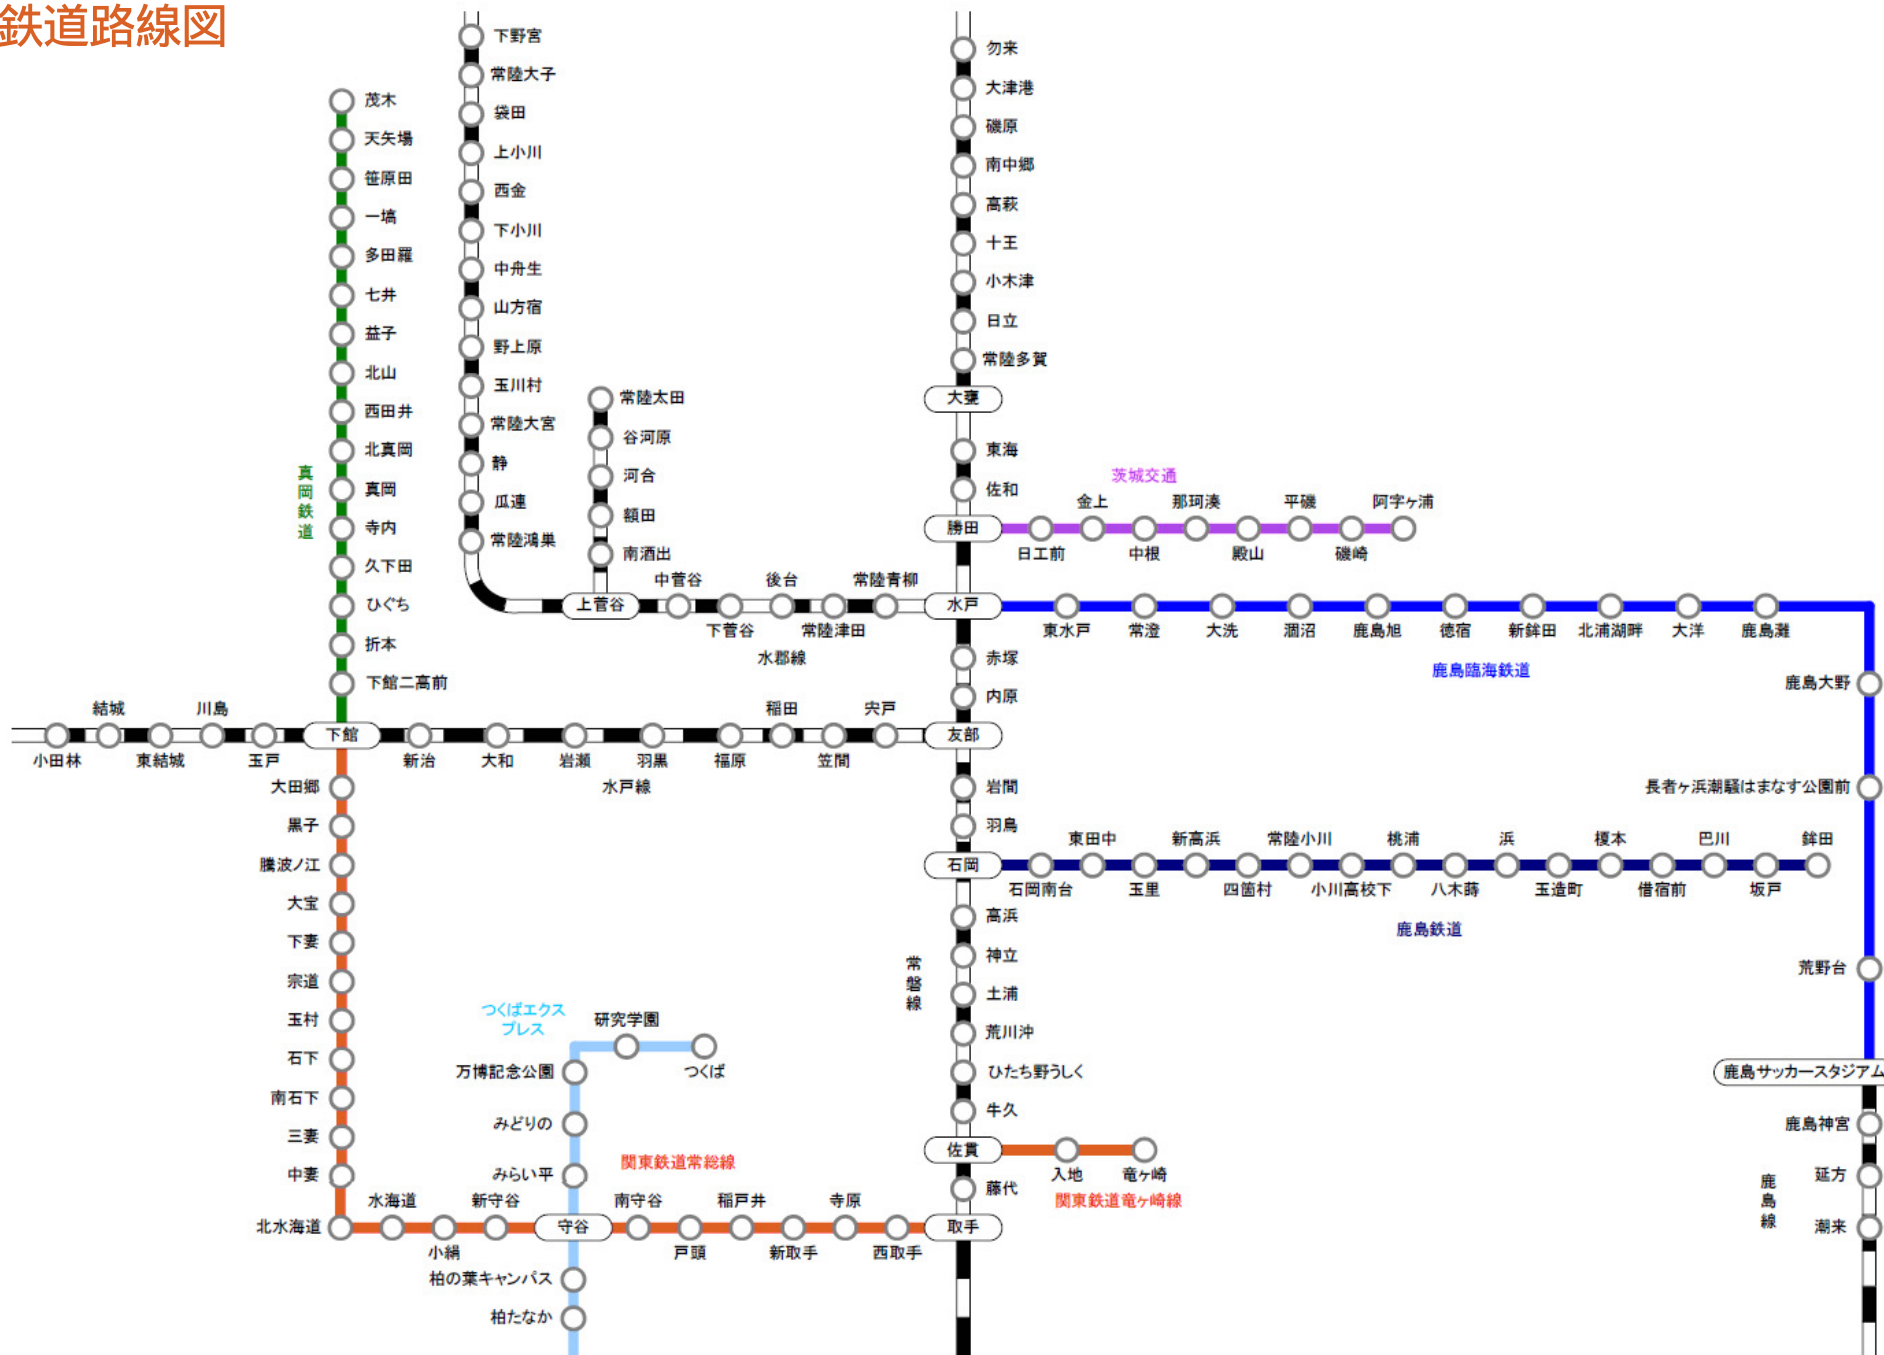 鉄道路線図
下野宮
常陸大子
袋田
上小川
西金
下小川
中舟生
山方宿
野上原
玉川村
常陸大宮
静
瓜連
常陸鴻巣
茂木
天矢場
笹原田
一塙
多田羅
七井
益子
北山
西田井
北真岡
真岡
寺内
久下田
ひぐち
折本
下館二高前
真岡鉄道
常陸太田
谷河原
河合
額田
南酒出
上菅谷
中菅谷
下菅谷
後台
常陸津田
常陸青柳
水郡線
勿来
大津港
磯原
南中郷
高萩
十王
小木津
日立
常陸多賀
大甕
東海
佐和
勝田
水戸
赤塚
内原
友部
岩間
羽鳥
石岡
高浜
神立
土浦
荒川沖
ひたち野うしく
牛久
佐貫
藤代
取手
常磐線
茨城交通
日工前
金上
中根
那珂湊
殿山
平磯
磯崎
阿字ヶ浦
東水戸
常澄
大洗
涸沼
鹿島旭
徳宿
新鉾田
北浦湖畔
大洋
鹿島灘
鹿島臨海鉄道
鹿島大野
長者ヶ浜潮騒はまなす公園前
荒野台
鹿島サッカースタジアム
鹿島神宮
延方
潮来
鹿島線
小田林
結城
東結城
川島
玉戸
下館
新治
大和
岩瀬
羽黒
福原
稲田
笠間
宍戸
水戸線
石岡南台
東田中
玉里
新高浜
四箇村
常陸小川
小川高校下
桃浦
八木蒔
浜
玉造町
榎本
借宿前
巴川
坂戸
鉾田
鹿島鉄道
大田郷
黒子
騰波ノ江
大宝
下妻
宗道
玉村
石下
南石下
三妻
中妻
北水海道
水海道
小絹
新守谷
守谷
南守谷
戸頭
稲戸井
新取手
寺原
西取手
関東鉄道常総線
つくばエクス
プレス
研究学園
つくば
万博記念公園
みどりの
みらい平
柏の葉キャンパス
柏たなか
入地
竜ヶ崎
関東鉄道竜ヶ崎線